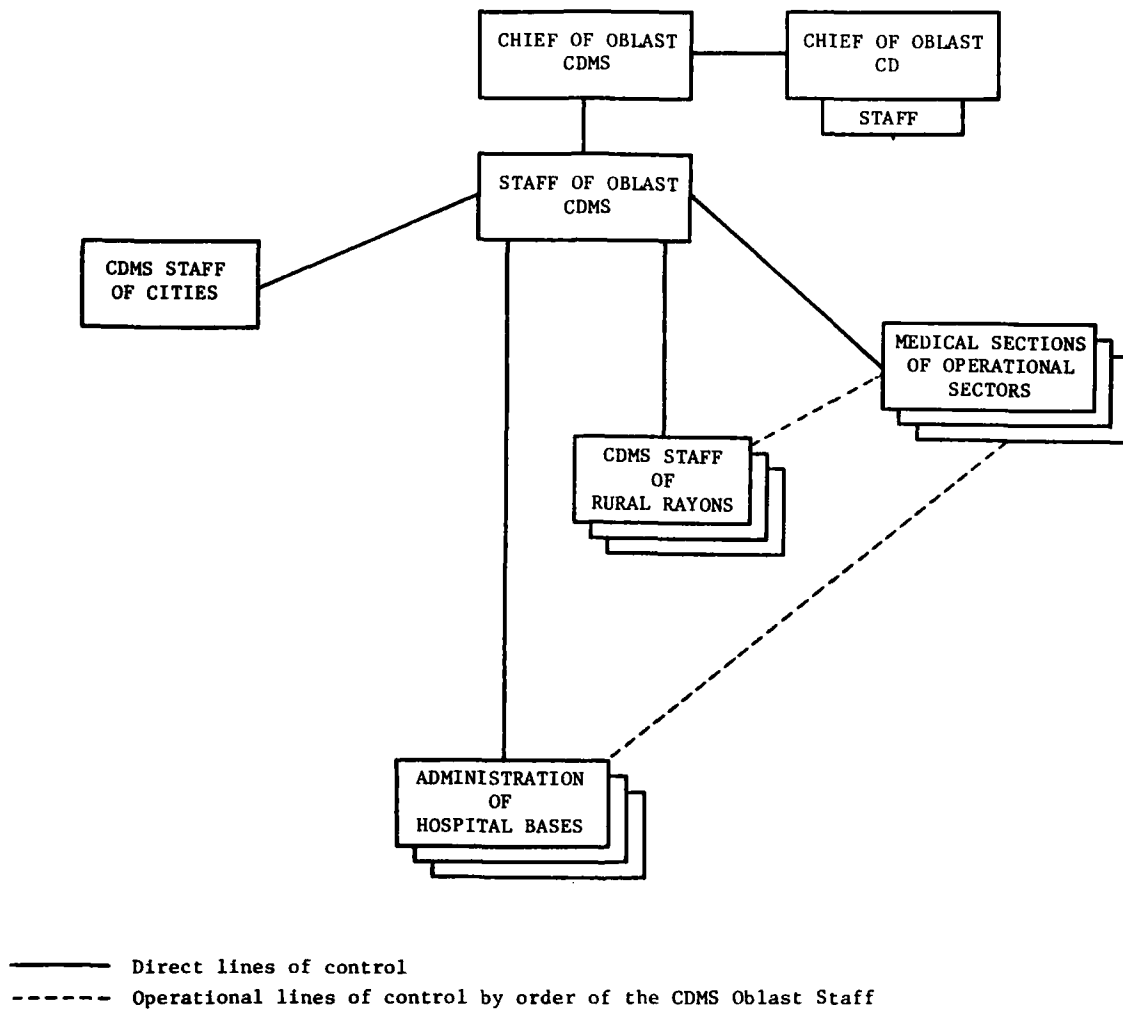 CHIEF OF OBLAST
CDMS
CHIEF OF OBLAST
CD
STAFF
STAFF OF OBLAST
CDMS
CDMS STAFF
OF CITIES
MEDICAL SECTIONS
OF OPERATIONAL
SECTORS
CDMS STAFF
OF
RURAL RAYONS
ADMINISTRATION
OF
HOSPITAL BASES
Direct lines of control
Operational lines of control by order of the CDMS Oblast Staff